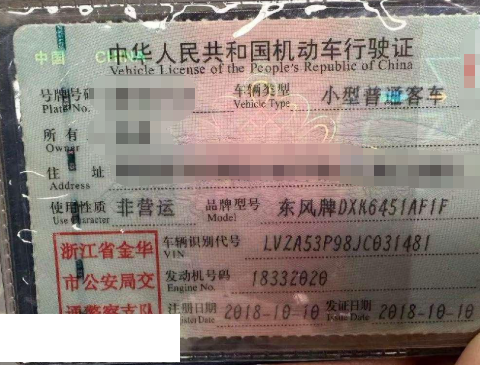 中国 CHINA
中华人民共和国机动车行驶证
Vehicle License of the People's Republic of China
号牌号码
Plate No.
车辆类型 小型普通客车
Vehicle Type
所有
Owner
住 址
Address
使用性质 非营运 品牌型号 东风牌DXK6451AF1F
Use Character Model
浙江省金华
市公安局交
通警察支队
车辆识别代号 LVZA53P98JC031481
VIN
发动机号码 18332020
Engine No.
注册日期 2018-10-10 发证日期 2018-10-10
Register Date Issue Date